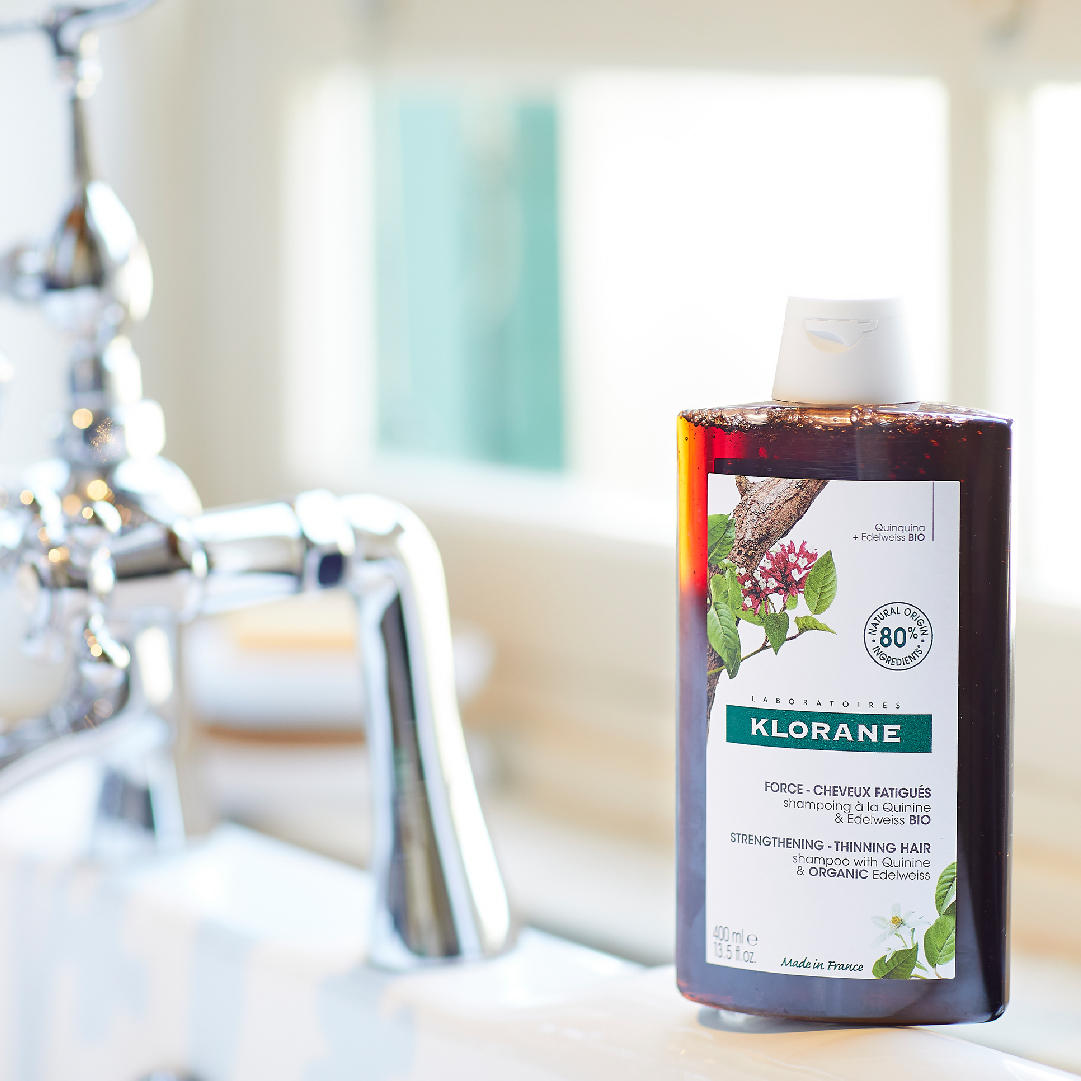 Quinquina
+ Edelweiss BIO
NATURAL ORIGIN
80%
INGREDIENTS*
LABORATOIRES
KLORANE
FORCE - CHEVEUX FATIGUÉS
shampoing à la Quinine
& Edelweiss BIO
STRENGTHENING - THINNING HAIR
shampoo with Quinine
& ORGANIC Edelweiss
400 ml ℮
13.5 fl.oz.
Made in France